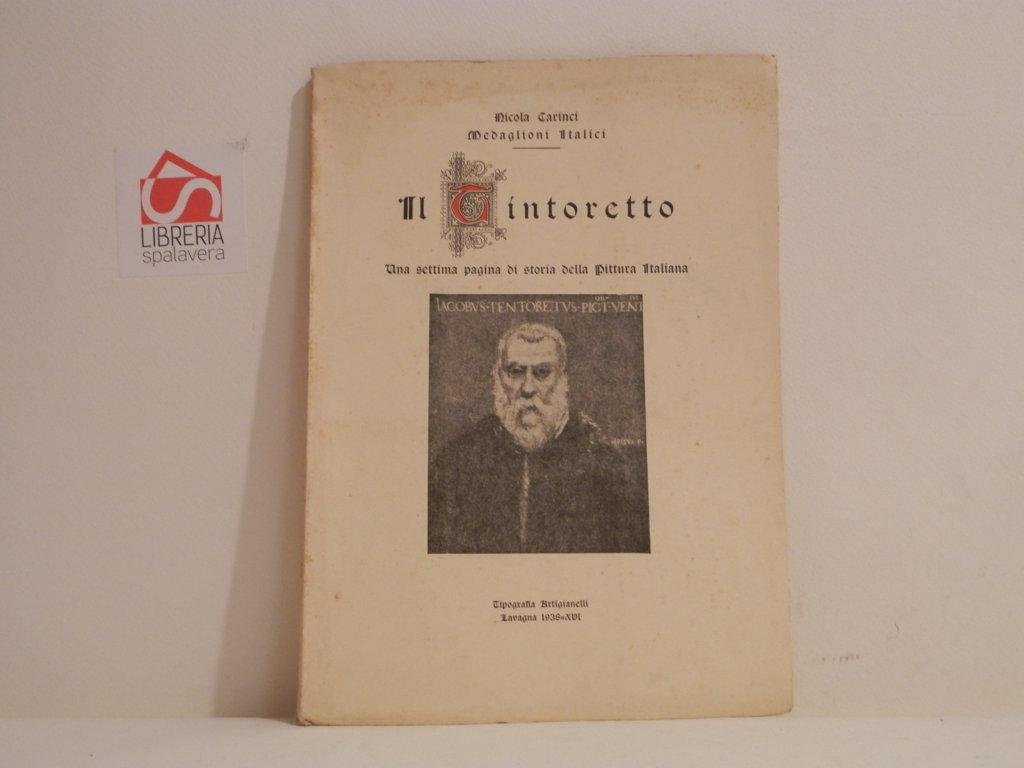 LIBRERIA
spalavera
Nicola Carinci
Medaglioni Italici
Il Tintoretto
Una settima pagina di storia della Pittura Italiana
IACOBVS·TENTORETVS·PICT·VENT
Tipografia Artigianelli
Lavagna 1938=XVI